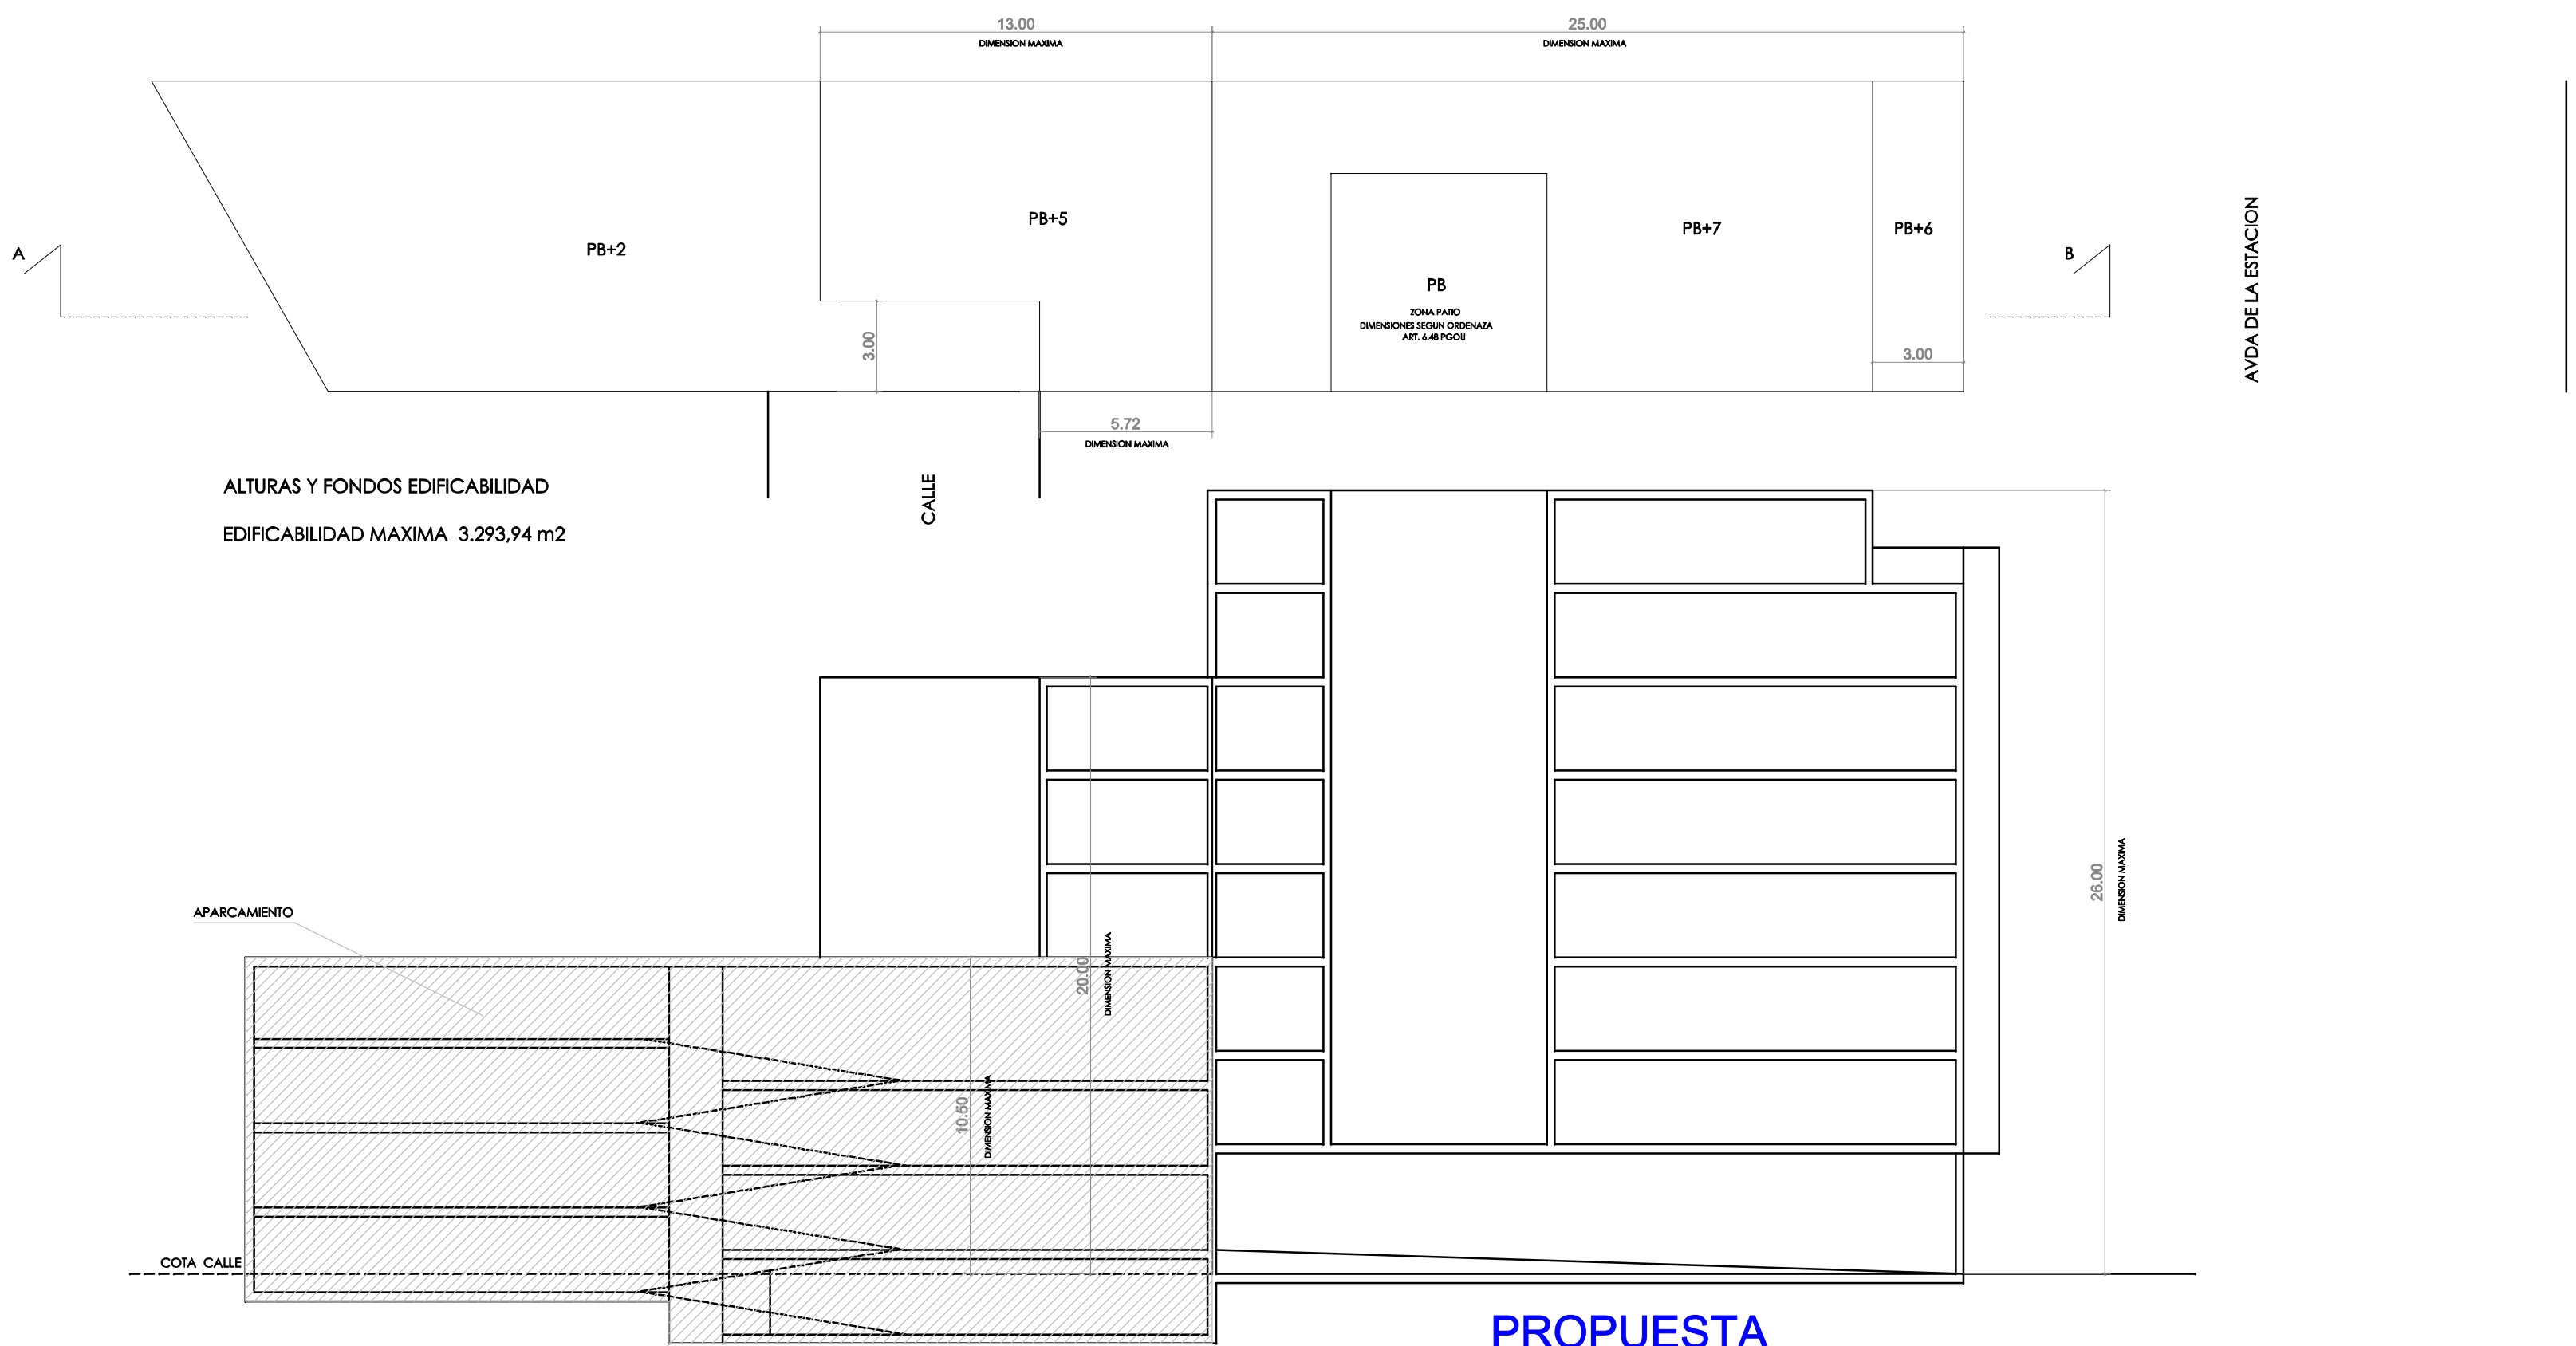 13.00
DIMENSION MAXIMA
25.00
DIMENSION MAXIMA
PB+2
PB+5
PB+7
PB+6
A
B
PB
ZONA PATIO
DIMENSIONES SEGUN ORDENAZA
ART. 6.48 PGOU
3.00
3.00
AVDA DE LA ESTACION
5.72
DIMENSION MAXIMA
CALLE
ALTURAS Y FONDOS EDIFICABILIDAD
EDIFICABILIDAD MAXIMA 3.293,94 m2
26.00
DIMENSION MAXIMA
APARCAMIENTO
20.00
DIMENSION MAXIMA
10.50
DIMENSION MAXIMA
COTA CALLE
PROPUESTA